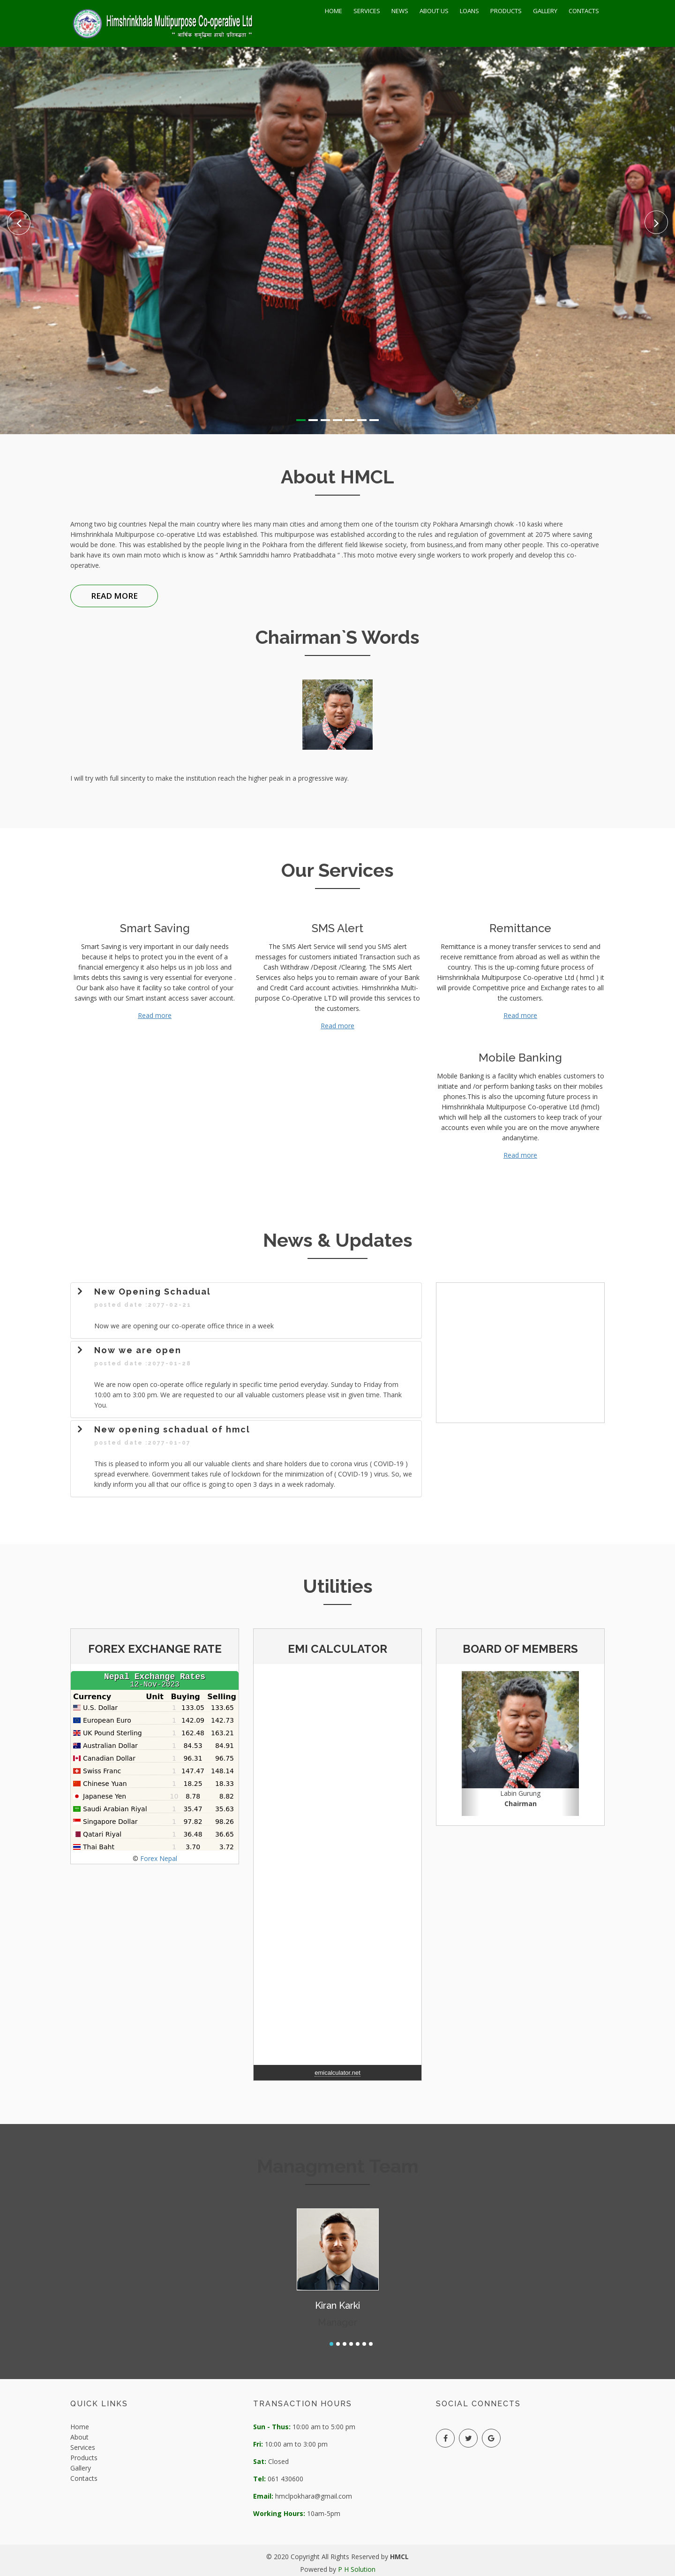 Himshrinkhala Multipurpose Co-operative Ltd
" आर्थिक समृद्धिमा हाम्रो प्रतिबद्धता "
HOME SERVICES NEWS ABOUT US LOANS PRODUCTS GALLERY CONTACTS
About HMCL
Among two big countries Nepal the main country where lies many main cities and among them one of the tourism city Pokhara Amarsingh chowk -10 kaski where
Himshrinkhala Multipurpose co-operative Ltd was established. This multipurpose was established according to the rules and regulation of government at 2075 where saving
would be done. This was established by the people living in the Pokhara from the different field likewise society, from business,and from many other people. This co-operative
bank have its own main moto which is know as " Arthik Samriddhi hamro Pratibaddhata " .This moto motive every single workers to work properly and develop this co-
operative.
READ MORE
Chairman`S Words
I will try with full sincerity to make the institution reach the higher peak in a progressive way.
Our Services
Smart Saving
Smart Saving is very important in our daily needs
because it helps to protect you in the event of a
financial emergency it also helps us in job loss and
limits debts this saving is very essential for everyone .
Our bank also have it facility so take control of your
savings with our Smart instant access saver account.
Read more
SMS Alert
The SMS Alert Service will send you SMS alert
messages for customers initiated Transaction such as
Cash Withdraw /Deposit /Clearing. The SMS Alert
Services also helps you to remain aware of your Bank
and Credit Card account activities. Himshrinkha Multi-
purpose Co-Operative LTD will provide this services to
the customers.
Read more
Remittance
Remittance is a money transfer services to send and
receive remittance from abroad as well as within the
country. This is the up-coming future process of
Himshrinkhala Multipurpose Co-operative Ltd ( hmcl ) it
will provide Competitive price and Exchange rates to all
the customers.
Read more
Mobile Banking
Mobile Banking is a facility which enables customers to
initiate and /or perform banking tasks on their mobiles
phones.This is also the upcoming future process in
Himshrinkhala Multipurpose Co-operative Ltd (hmcl)
which will help all the customers to keep track of your
accounts even while you are on the move anywhere
andanytime.
Read more
News & Updates
New Opening Schadual
posted date :2077-02-21
Now we are opening our co-operate office thrice in a week
Now we are open
posted date :2077-01-28
We are now open co-operate office regularly in specific time period everyday. Sunday to Friday from
10:00 am to 3:00 pm. We are requested to our all valuable customers please visit in given time. Thank
You.
New opening schadual of hmcl
posted date :2077-01-07
This is pleased to inform you all our valuable clients and share holders due to corona virus ( COVID-19 )
spread everywhere. Government takes rule of lockdown for the minimization of ( COVID-19 ) virus. So, we
kindly inform you all that our office is going to open 3 days in a week radomaly.
Utilities
FOREX EXCHANGE RATE
Nepal Exchange Rates
12-Nov-2023
Currency Unit Buying Selling
U.S. Dollar 1 133.05 133.65
European Euro 1 142.09 142.73
UK Pound Sterling 1 162.48 163.21
Australian Dollar 1 84.53 84.91
Canadian Dollar 1 96.31 96.75
Swiss Franc 1 147.47 148.14
Chinese Yuan 1 18.25 18.33
Japanese Yen 10 8.78 8.82
Saudi Arabian Riyal 1 35.47 35.63
Singapore Dollar 1 97.82 98.26
Qatari Riyal 1 36.48 36.65
Thai Baht 1 3.70 3.72
© Forex Nepal
EMI CALCULATOR
emicalculator.net
BOARD OF MEMBERS
Labin Gurung
Chairman
Managment Team
Kiran Karki
QUICK LINKS
Home
About
Services
Products
Gallery
Contacts
TRANSACTION HOURS
Sun - Thus: 10:00 am to 5:00 pm
Fri: 10:00 am to 3:00 pm
Sat: Closed
Tel: 061 430600
Email: hmclpokhara@gmail.com
Working Hours: 10am-5pm
SOCIAL CONNECTS
© 2020 Copyright All Rights Reserved by HMCL
Powered by P H Solution